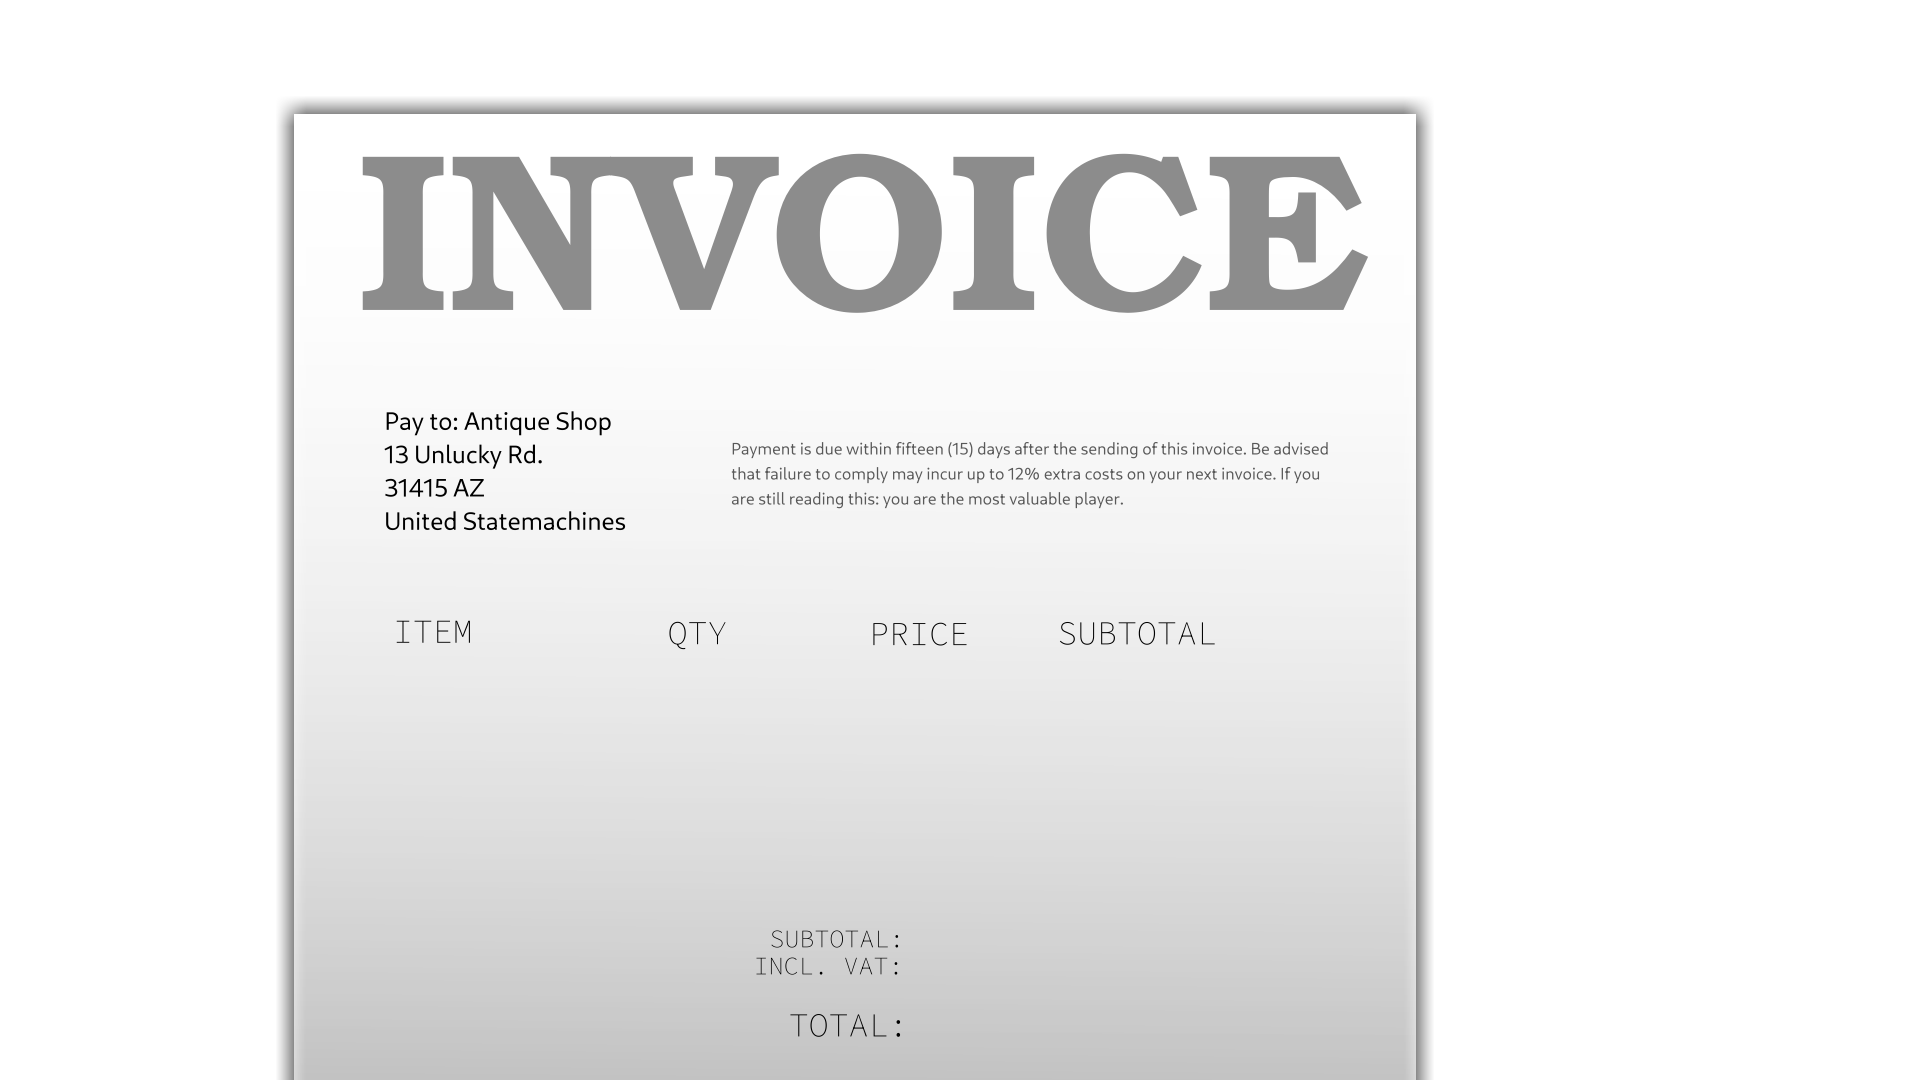 INVOICE
Pay to: Antique Shop
13 Unlucky Rd.
31415 AZ
United Statemachines
Payment is due within fifteen (15) days after the sending of this invoice. Be advised
that failure to comply may incur up to 12% extra costs on your next invoice. If you
are still reading this: you are the most valuable player.
ITEM QTY PRICE SUBTOTAL
SUBTOTAL:
INCL. VAT:
TOTAL: